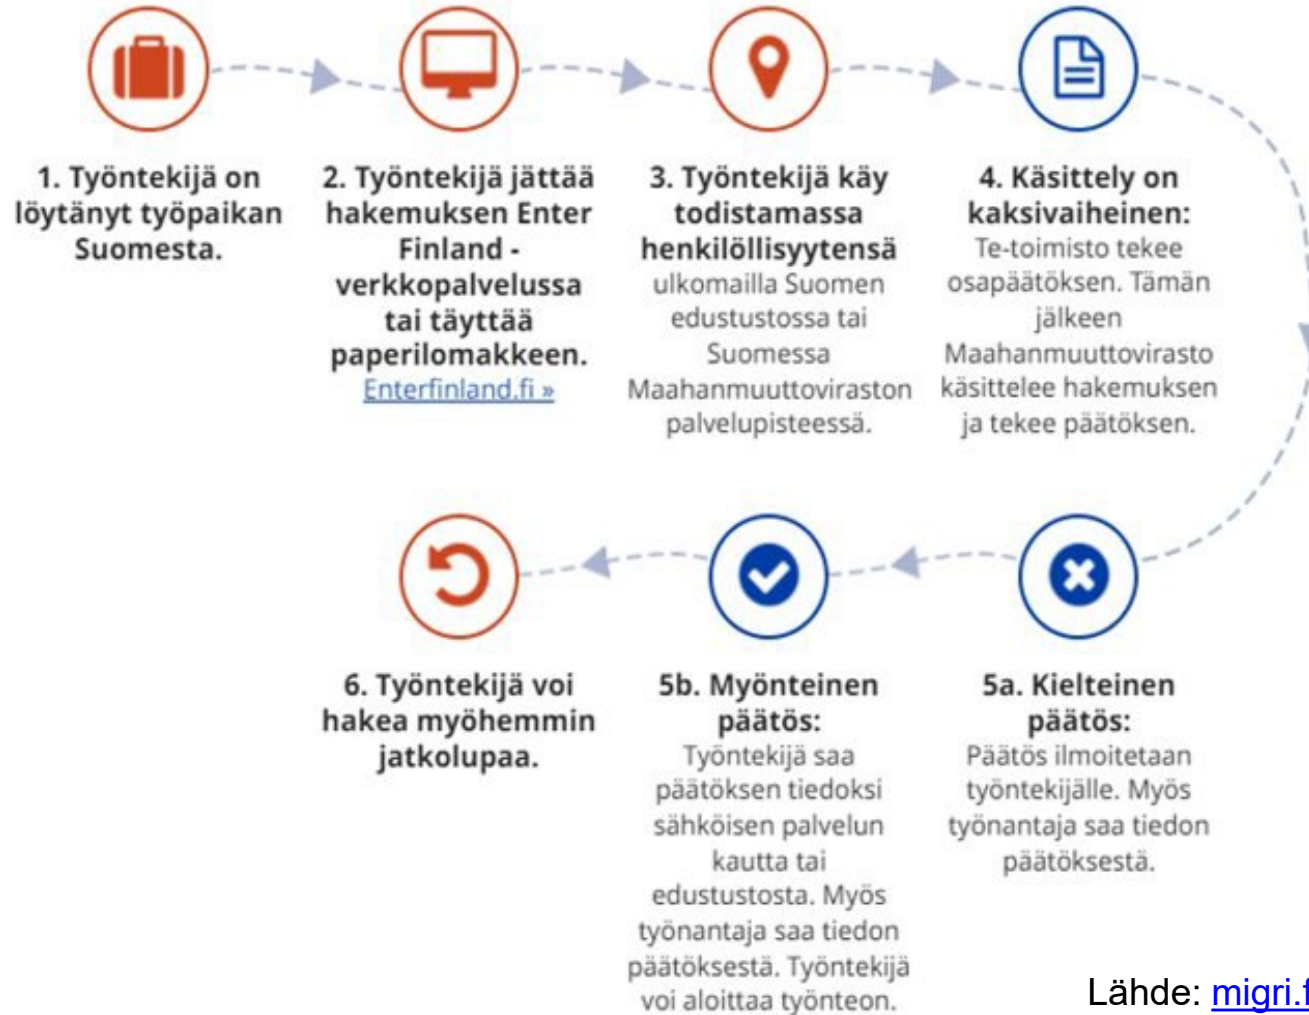 1. Työntekijä on
löytänyt työpaikan
Suomesta.
2. Työntekijä jättää
hakemuksen Enter
Finland -
verkkopalvelussa
tai täyttää
paperilomakkeen.
Enterfinland.fi »
3. Työntekijä käy
todistamassa
henkilöllisyytensä
ulkomailla Suomen
edustustossa tai
Suomessa
Maahanmuuttoviraston
palvelupisteessä.
4. Käsittely on
kaksivaiheinen:
Te-toimisto tekee
osapäätöksen. Tämän
jälkeen
Maahanmuuttovirasto
käsittelee hakemuksen
ja tekee päätöksen.
5a. Kielteinen
päätös:
Päätös ilmoitetaan
työntekijälle. Myös
työnantaja saa tiedon
päätöksestä.
5b. Myönteinen
päätös:
Työntekijä saa
päätöksen tiedoksi
sähköisen palvelun
kautta tai
edustustosta. Myös
työnantaja saa tiedon
päätöksestä. Työntekijä
voi aloittaa työnteon.
6. Työntekijä voi
hakea myöhemmin
jatkolupaa.
Lähde: migri.f